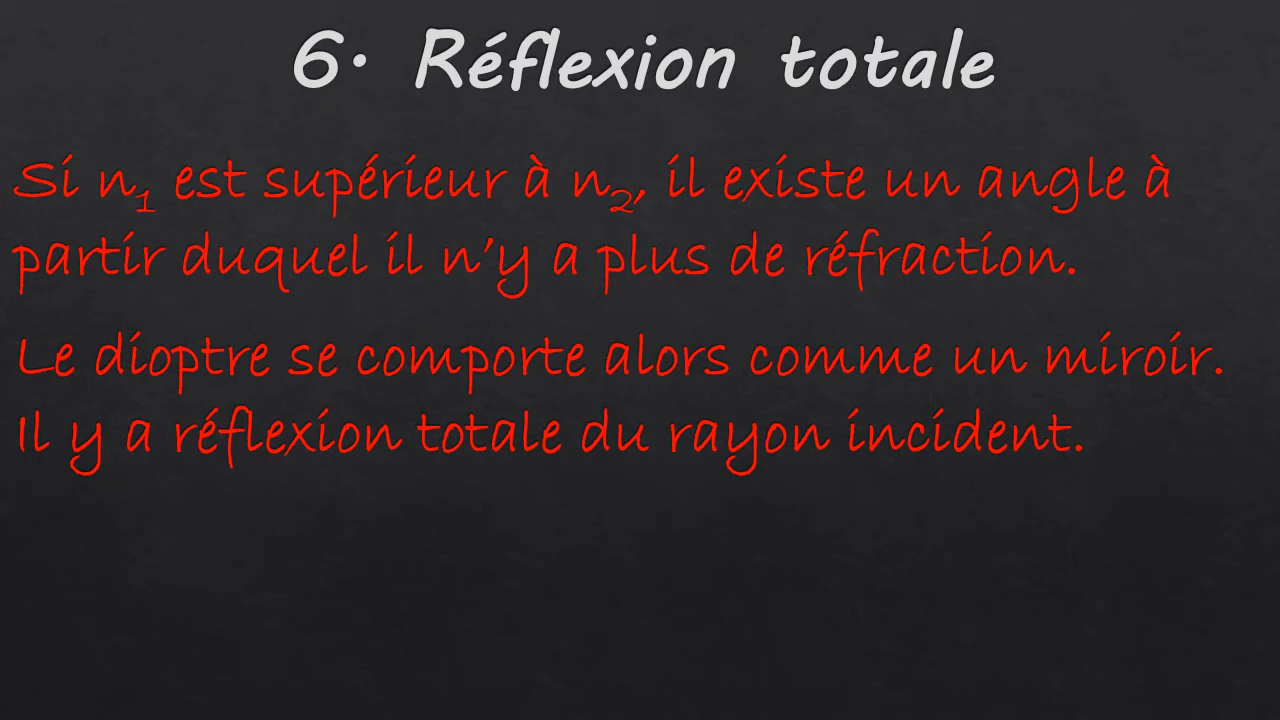 6. Réflexion totale
Si n₁ est supérieur à n₂, il existe un angle à
partir duquel il n’y a plus de réfraction.
Le dioptre se comporte alors comme un miroir.
Il y a réflexion totale du rayon incident.